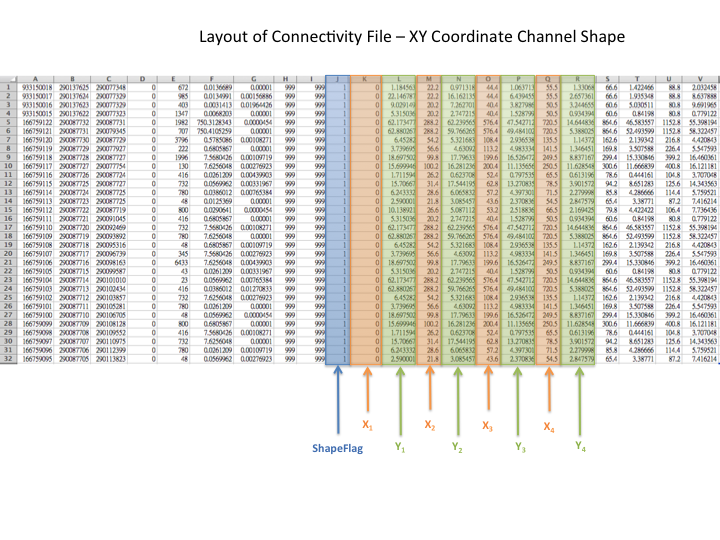 Layout of Connectivity File – XY Coordinate Channel Shape
A B C D E F G H I J K L M N O P Q R S T U V
1 933150018 290137625 290077348 0 672 0.0136689 0.00001 999 999 1 0 1.184563 22.2 0.971318 44.4 1.063713 55.5 1.33068 66.6 1.422466 88.8 2.032458
2 933150017 290137624 290077329 0 985 0.0134991 0.00156886 999 999 1 0 22.146787 22.2 16.162135 44.4 6.439455 55.5 2.657361 66.6 1.935348 88.8 6.637888
3 933150016 290137623 290077329 0 403 0.0031413 0.01964426 999 999 1 0 9.029149 20.2 7.262701 40.4 3.827986 50.5 3.244655 60.6 5.030511 80.8 9.691965
4 933150015 290137622 290077323 0 1347 0.0068203 0.00001 999 999 1 0 5.315036 20.2 2.747215 40.4 1.528799 50.5 0.934394 60.6 0.84198 80.8 0.779122
5 166759122 290087732 290087731 0 1982 750.3128343 0.0000454 999 999 1 0 62.173477 288.2 62.239565 576.4 47.542712 720.5 14.644836 864.6 46.583557 1152.8 55.398194
6 166759121 290087731 290079345 0 707 750.4105259 0.00001 999 999 1 0 62.880267 288.2 59.766265 576.4 49.484102 720.5 5.388025 864.6 52.423499 1152.8 58.322457
7 166759120 290087730 290087729 0 3796 0.5785086 0.00108271 999 999 1 0 6.45282 54.2 5.321683 108.4 2.936538 135.5 1.14372 162.6 2.139342 216.8 4.420843
8 166759119 290087729 290077927 0 222 0.6805867 0.00001 999 999 1 0 3.739695 56.6 4.63092 113.2 4.983334 141.5 1.346451 169.8 3.507588 226.4 5.547593
9 166759118 290087728 290087727 0 1996 7.5680426 0.00109719 999 999 1 0 18.697502 99.8 17.79633 199.6 16.526472 249.5 8.837167 299.4 15.330846 399.2 16.460361
10 166759117 290087727 290077754 0 130 7.6256048 0.00276923 999 999 1 0 15.699946 100.2 16.281236 200.4 11.135656 250.5 11.628548 300.6 11.666839 400.8 16.121181
11 166759116 290087726 290087724 0 416 0.0261209 0.00439903 999 999 1 0 1.711594 26.2 0.623708 52.4 0.797535 65.5 0.613196 78.6 0.444161 104.8 3.707048
12 166759115 290087725 290087727 0 732 0.0569962 0.00331967 999 999 1 0 15.70667 31.4 17.544195 62.8 13.270835 78.5 3.901572 94.2 8.651283 125.6 14.343563
13 166759114 290087724 290087725 0 780 0.0386012 0.00765384 999 999 1 0 6.243332 28.6 6.065832 57.2 4.397302 71.5 2.279998 85.8 4.286666 114.4 5.759521
14 166759113 290087723 290087725 0 48 0.0125369 0.00001 999 999 1 0 2.590001 21.8 3.085457 43.6 2.370836 54.5 2.847579 65.4 3.38771 87.2 7.416214
15 166759112 290087722 290087719 0 800 0.0290641 0.0000454 999 999 1 0 10.138921 26.6 5.087112 53.2 2.518836 66.5 2.169425 79.8 4.422422 106.4 7.736436
16 166759111 290087721 290091045 0 416 0.6805867 0.00001 999 999 1 0 5.315036 20.2 2.747215 40.4 1.528799 50.5 0.934394 60.6 0.84198 80.8 0.779122
17 166759110 290087720 290092469 0 732 7.5680426 0.00108271 999 999 1 0 62.173477 288.2 62.239565 576.4 47.542712 720.5 14.644836 864.6 46.583557 1152.8 55.398194
18 166759109 290087719 290093692 0 780 7.6256048 0.00001 999 999 1 0 62.880267 288.2 59.766265 576.4 49.484102 720.5 5.388025 864.6 52.423499 1152.8 58.322457
19 166759108 290087718 290095316 0 48 0.6805867 0.00109719 999 999 1 0 6.45282 54.2 5.321683 108.4 2.936538 135.5 1.14372 162.6 2.139342 216.8 4.420843
20 166759107 290087717 290096739 0 345 7.5680426 0.00276923 999 999 1 0 3.739695 56.6 4.63092 113.2 4.983334 141.5 1.346451 169.8 3.507588 226.4 5.547593
21 166759106 290087716 290098163 0 6433 7.6256048 0.00439903 999 999 1 0 18.697502 99.8 17.79633 199.6 16.526472 249.5 8.837167 299.4 15.330846 399.2 16.460361
22 166759105 290087715 290099587 0 43 0.0261209 0.00331967 999 999 1 0 5.315036 20.2 2.747215 40.4 1.528799 50.5 0.934394 60.6 0.84198 80.8 0.779122
23 166759104 290087714 290101010 0 23 0.0569962 0.00765384 999 999 1 0 62.173477 288.2 62.239565 576.4 47.542712 720.5 14.644836 864.6 46.583557 1152.8 55.398194
24 166759103 290087713 290102434 0 416 0.0386012 0.01270833 999 999 1 0 62.880267 288.2 59.766265 576.4 49.484102 720.5 5.388025 864.6 52.423499 1152.8 58.322457
25 166759102 290087712 290103857 0 732 7.6256048 0.00276923 999 999 1 0 6.45282 54.2 5.321683 108.4 2.936538 135.5 1.14372 162.6 2.139342 216.8 4.420843
26 166759101 290087711 290105281 0 780 0.0261209 0.00001 999 999 1 0 3.739695 56.6 4.63092 113.2 4.983334 141.5 1.346451 169.8 3.507588 226.4 5.547593
27 166759100 290087710 290106705 0 48 0.0569962 0.0000454 999 999 1 0 18.697502 99.8 17.79633 199.6 16.526472 249.5 8.837167 299.4 15.330846 399.2 16.460361
28 166759099 290087709 290108128 0 800 0.6805867 0.00001 999 999 1 0 15.699946 100.2 16.281236 200.4 11.135656 250.5 11.628548 300.6 11.666839 400.8 16.121181
29 166759098 290087708 290109552 0 416 7.5680426 0.00108271 999 999 1 0 1.711594 26.2 0.623708 52.4 0.797535 65.5 0.613196 78.6 0.444161 104.8 3.707048
30 166759097 290087707 290110975 0 732 7.6256048 0.00001 999 999 1 0 15.70667 31.4 17.544195 62.8 13.270835 78.5 3.901572 94.2 8.651283 125.6 14.343563
31 166759096 290087706 290112399 0 780 0.0261209 0.00109719 999 999 1 0 6.243332 28.6 6.065832 57.2 4.397302 71.5 2.279998 85.8 4.286666 114.4 5.759521
32 166759095 290087705 290113823 0 48 0.0569962 0.00276923 999 999 1 0 2.590001 21.8 3.085457 43.6 2.370836 54.5 2.847579 65.4 3.38771 87.2 7.416214
X1 X2 X3 X4
ShapeFlag Y1 Y2 Y3 Y4